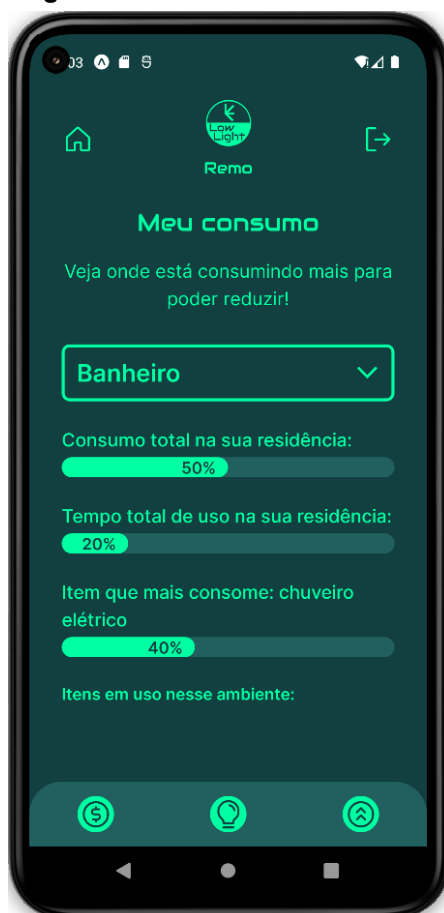 03
Low
Light
Remo
Meu consumo
Veja onde está consumindo mais para
poder reduzir!
Banheiro
Consumo total na sua residência:
50%
Tempo total de uso na sua residência:
20%
Item que mais consome: chuveiro
elétrico
40%
Itens em uso nesse ambiente: